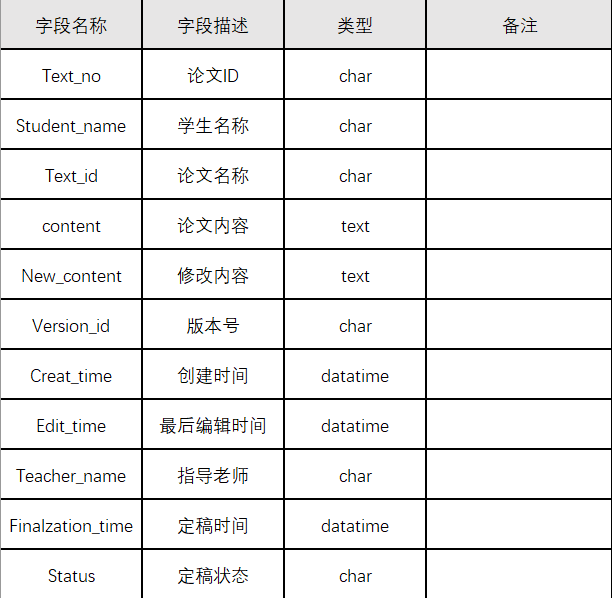 字段名称 字段描述 类型 备注
Text_no 论文ID char
Student_name 学生名称 char
Text_id 论文名称 char
content 论文内容 text
New_content 修改内容 text
Version_id 版本号 char
Creat_time 创建时间 datatime
Edit_time 最后编辑时间 datatime
Teacher_name 指导老师 char
Finalzation_time 定稿时间 datatime
Status 定稿状态 char